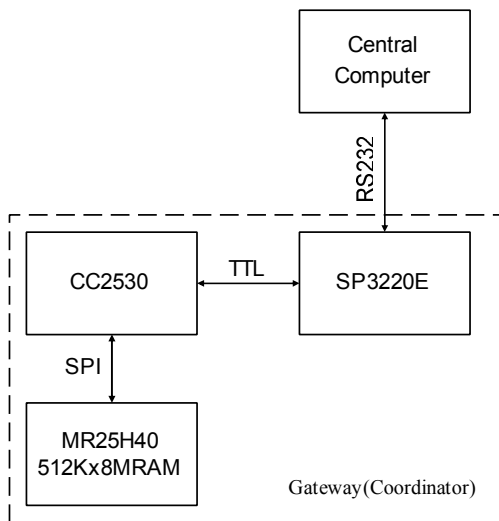 Central
Computer
RS232
CC2530
TTL
SP3220E
SPI
MR25H40
512Kx8MRAM
Gateway(Coordinator)